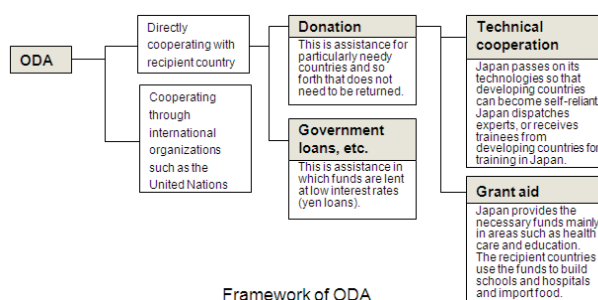 ODA
Directly
cooperating with
recipient country
Cooperating
through
international
organizations
such as the
United Nations
Donation
This is assistance for
particularly needy
countries and so
forth that does not
need to be returned.
Government
loans, etc.
This is assistance in
which funds are lent
at low interest rates
(yen loans).
Technical
cooperation
Japan passes on its
technologies so that
developing countries
can become self-reliant.
Japan dispatches
experts, or receives
trainees from
developing countries for
training in Japan.
Grant aid
Japan provides the
necessary funds mainly
in areas such as health
care and education.
The recipient countries
use the funds to build
schools and hospitals
and import food.
Framework of ODA